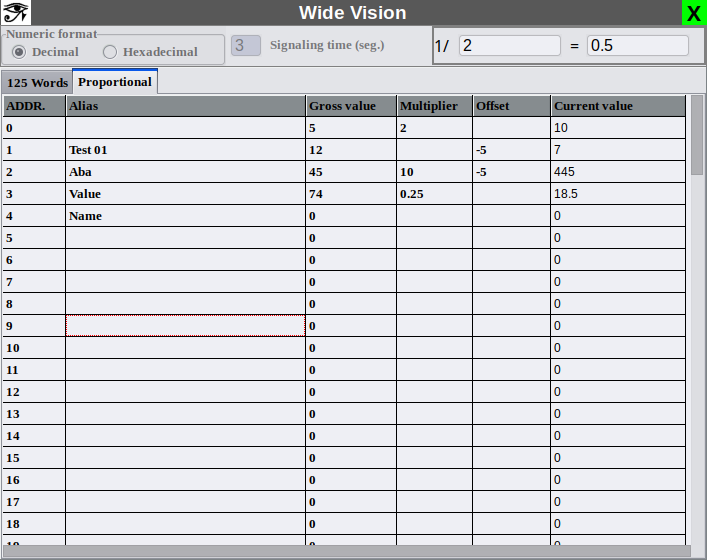 Wide Vision X
Numeric format
Decimal Hexadecimal 3 Signaling time (seg.) 1/ 2 = 0.5
125 Words Proportional
ADDR. Alias Gross value Multiplier Offset Current value
0 5 2 10
1 Test 01 12 -5 7
2 Aba 45 10 -5 445
3 Value 74 0.25 18.5
4 Name 0 0
5 0 0
6 0 0
7 0 0
8 0 0
9 0 0
10 0 0
11 0 0
12 0 0
13 0 0
14 0 0
15 0 0
16 0 0
17 0 0
18 0 0